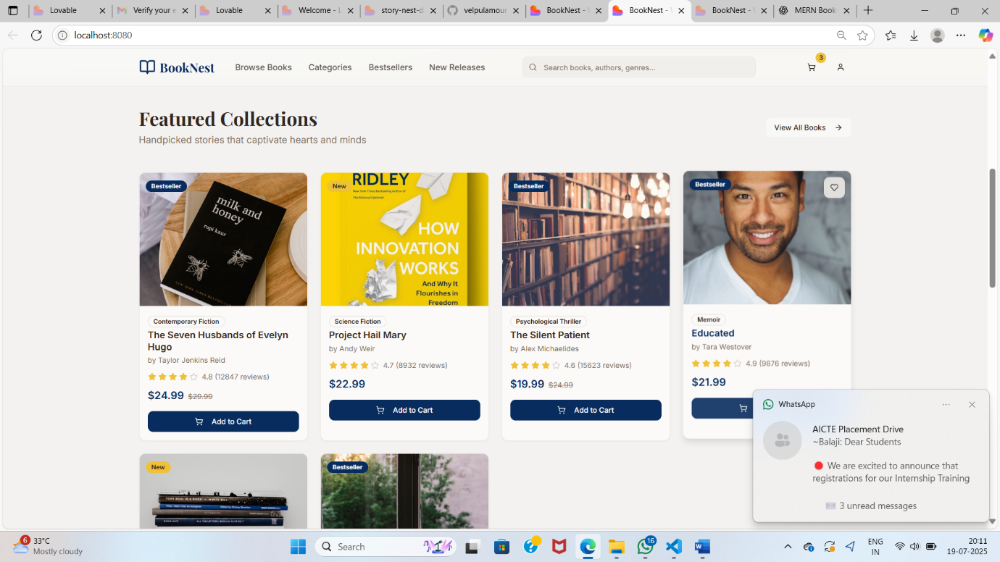 Lovable
Verify your e
Lovable
Welcome - L
story-nest-d
velpulamour
BookNest - V
BookNest - V
BookNest - V
MERN Book
localhost:8080
BookNest
Browse Books
Categories
Bestsellers
New Releases
Search books, authors, genres...
3
Featured Collections
Handpicked stories that captivate hearts and minds
View All Books
Bestseller
milk and
honey
rupi kaur
Contemporary Fiction
The Seven Husbands of Evelyn
Hugo
by Taylor Jenkins Reid
4.8 (12847 reviews)
$24.99 $29.99
Add to Cart
New
RIDLEY
HOW
INNOVATION
WORKS
And Why It
Flourishes in
Freedom
Science Fiction
Project Hail Mary
by Andy Weir
4.7 (8932 reviews)
$22.99
Add to Cart
Bestseller
Psychological Thriller
The Silent Patient
by Alex Michaelides
4.6 (15623 reviews)
$19.99 $24.99
Add to Cart
Bestseller
Memoir
Educated
by Tara Westover
4.9 (9876 reviews)
$21.99
New
Bestseller
WhatsApp
AICTE Placement Drive
~Balaji: Dear Students
🔴 We are excited to announce that
registrations for our Internship Training
3 unread messages
6
33°C
Mostly cloudy
Search
16
ENG
IN
20:11
19-07-2025